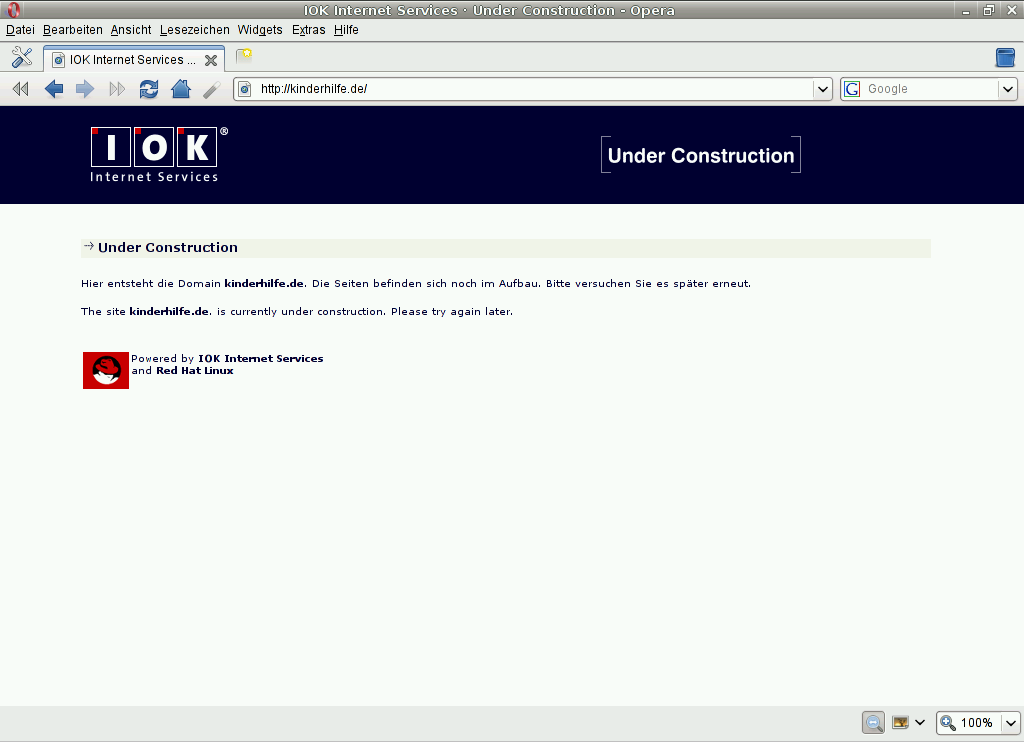 IOK Internet Services · Under Construction - Opera
Datei Bearbeiten Ansicht Lesezeichen Widgets Extras Hilfe
IOK Internet Services ...
http://kinderhilfe.de/ Google
IOK®
Internet Services
Under Construction
Under Construction
Hier entsteht die Domain kinderhilfe.de. Die Seiten befinden sich noch im Aufbau. Bitte versuchen Sie es später erneut.
The site kinderhilfe.de. is currently under construction. Please try again later.
Powered by IOK Internet Services
and Red Hat Linux
100%